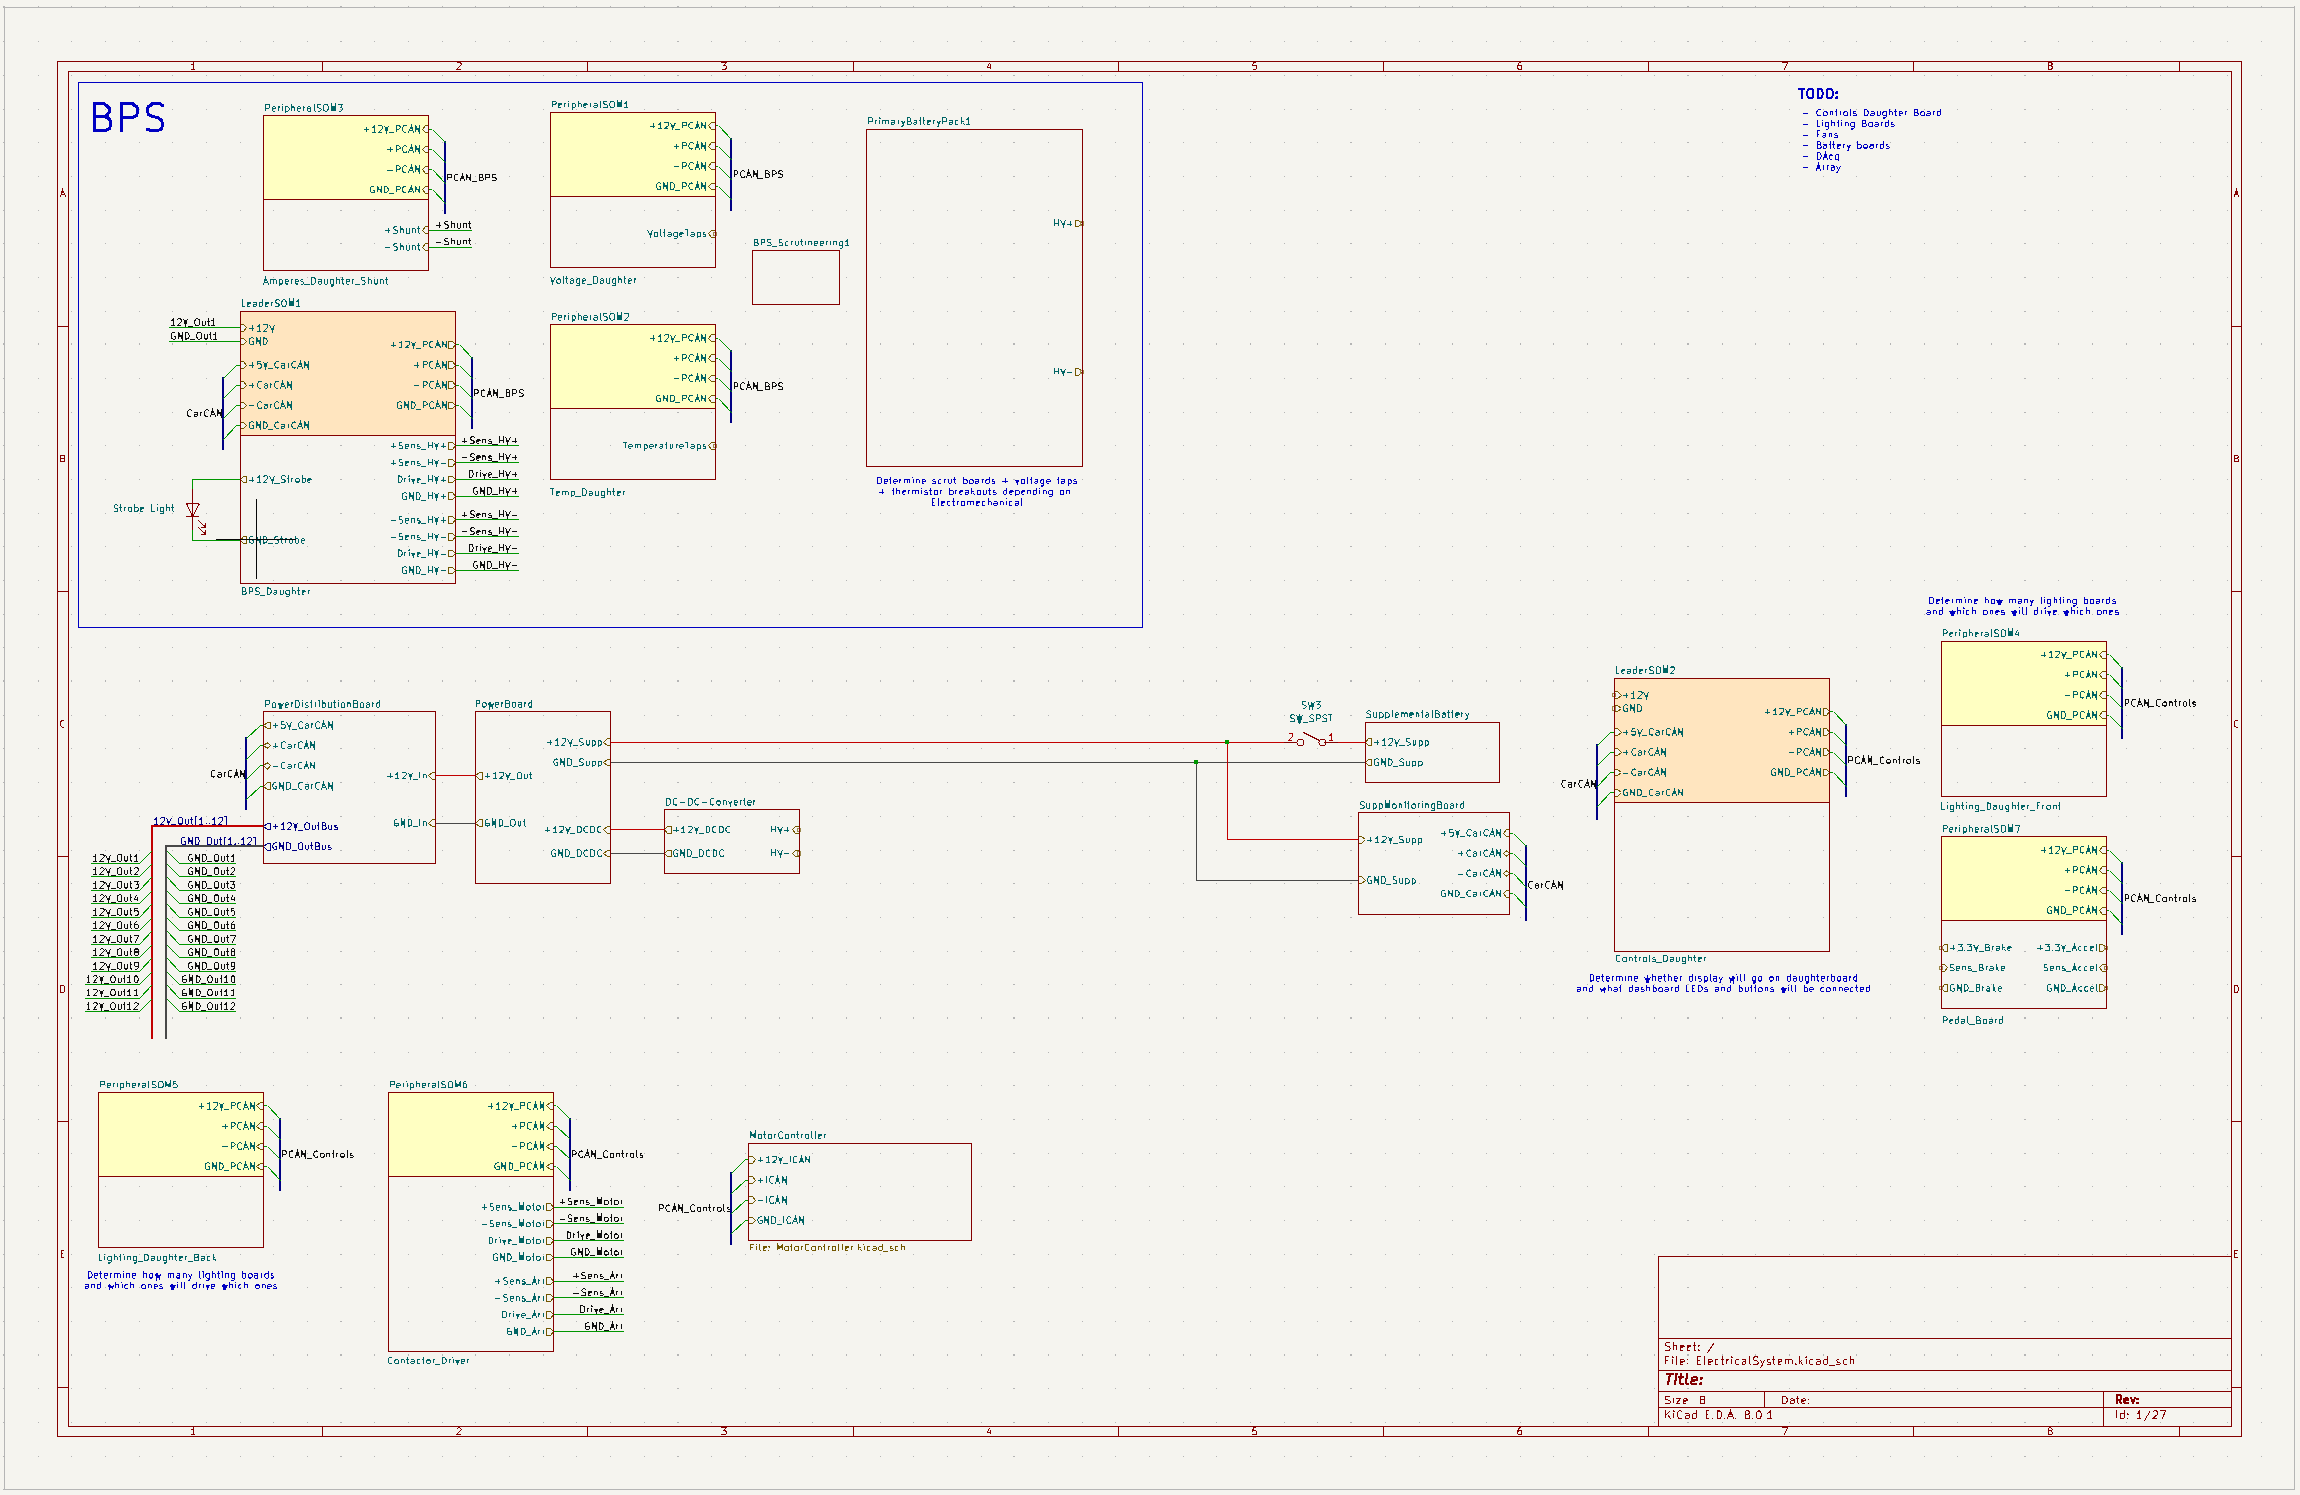 1 2 3 4 5 6 7 8
A
B
C
D
E
BPS
PeripheralSOM3
+12V_PCAN
+PCAN
-PCAN
GND_PCAN
PCAN_BPS
+Shunt
-Shunt
+Shunt
-Shunt
Amperes_Daughter_Shunt
PeripheralSOM1
+12V_PCAN
+PCAN
-PCAN
GND_PCAN
PCAN_BPS
VoltageTaps
Voltage_Daughter
BPS_Scrutineering1
PrimaryBatteryPack1
HV+
HV-
Determine scrut boards + voltage taps
+ thermistor breakouts depending on
Electromechanical
TODO:
- Controls Daughter Board
- Lighting Boards
- Fans
- Battery boards
- DAcq
- Array
LeaderSOM1
12V_Out1
GND_Out1
+12V
GND
+5V_CarCAN
+CarCAN
-CarCAN
GND_CarCAN
CarCAN
+12V_PCAN
+PCAN
-PCAN
GND_PCAN
PCAN_BPS
+Sens_HV+
+Sens_HV-
Drive_HV+
GND_HV+
-Sens_HV+
-Sens_HV-
Drive_HV-
GND_HV-
+Sens_HV+
-Sens_HV+
Drive_HV+
GND_HV+
+Sens_HV-
-Sens_HV-
Drive_HV-
GND_HV-
+12V_Strobe
Strobe Light
GND_Strobe
BPS_Daughter
PeripheralSOM2
+12V_PCAN
+PCAN
-PCAN
GND_PCAN
PCAN_BPS
TemperatureTaps
Temp_Daughter
PowerDistributionBoard
+5V_CarCAN
+CarCAN
-CarCAN
GND_CarCAN
CarCAN
+12V_In
GND_In
12V_Out[1..12]
+12V_OutBus
GND_Out[1..12]
GND_OutBus
12V_Out1 GND_Out1
12V_Out2 GND_Out2
12V_Out3 GND_Out3
12V_Out4 GND_Out4
12V_Out5 GND_Out5
12V_Out6 GND_Out6
12V_Out7 GND_Out7
12V_Out8 GND_Out8
12V_Out9 GND_Out9
12V_Out10 GND_Out10
12V_Out11 GND_Out11
12V_Out12 GND_Out12
PowerBoard
+12V_Supp
GND_Supp
+12V_Out
GND_Out
+12V_DCDC
GND_DCDC
DC-DC-Converter
+12V_DCDC HV+
GND_DCDC HV-
SW3
SW_SPST
2 1
SupplementalBattery
+12V_Supp
GND_Supp
SuppMonitoringBoard
+12V_Supp
GND_Supp
+5V_CarCAN
+CarCAN
-CarCAN
GND_CarCAN
CarCAN
LeaderSOM2
+12V
GND
+5V_CarCAN
+CarCAN
-CarCAN
GND_CarCAN
CarCAN
+12V_PCAN
+PCAN
-PCAN
GND_PCAN
PCAN_Controls
Controls_Daughter
Determine whether display will go on daughterboard
and what dashboard LEDs and buttons will be connected
Determine how many lighting boards
and which ones will drive which ones
PeripheralSOM4
+12V_PCAN
+PCAN
-PCAN
GND_PCAN
PCAN_Controls
Lighting_Daughter_Front
PeripheralSOM7
+12V_PCAN
+PCAN
-PCAN
GND_PCAN
PCAN_Controls
+3.3V_Brake +3.3V_Accel
Sens_Brake Sens_Accel
GND_Brake GND_Accel
Pedal_Board
PeripheralSOM5
+12V_PCAN
+PCAN
-PCAN
GND_PCAN
PCAN_Controls
Lighting_Daughter_Back
Determine how many lighting boards
and which ones will drive which ones
PeripheralSOM6
+12V_PCAN
+PCAN
-PCAN
GND_PCAN
PCAN_Controls
+Sens_Motor +Sens_Motor
-Sens_Motor -Sens_Motor
Drive_Motor Drive_Motor
GND_Motor GND_Motor
+Sens_Arr +Sens_Arr
-Sens_Arr -Sens_Arr
Drive_Arr Drive_Arr
GND_Arr GND_Arr
Contactor_Driver
MotorController
+12V_ICAN
+ICAN
-ICAN
GND_ICAN
PCAN_Controls
File: MotorController.kicad_sch
Sheet: /
File: ElectricalSystem.kicad_sch
Title:
Size B Date: Rev:
KiCad E.D.A. 8.0.1 Id: 1/27
1 2 3 4 5 6 7 8
A
B
C
D
E